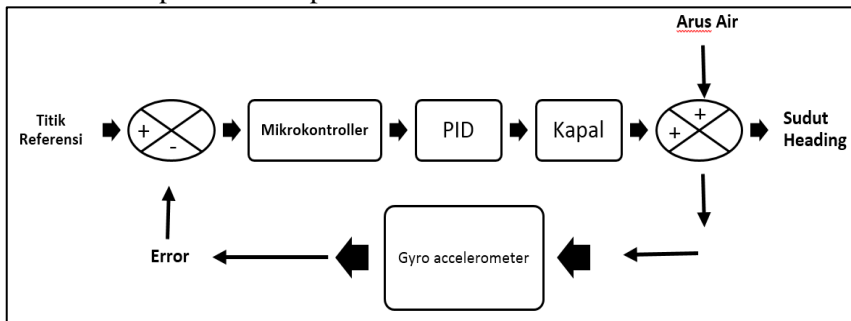 Arus Air
Titik
Referensi
+
-
Mikrokontroller
PID
Kapal
+
+
Sudut
Heading
Error
Gyro accelerometer